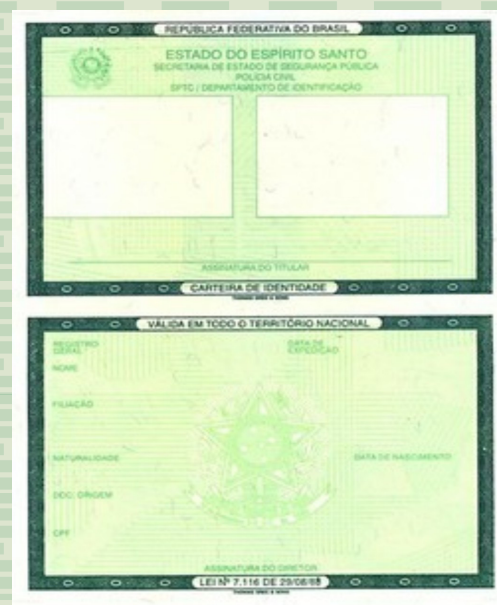 REPÚBLICA FEDERATIVA DO BRASIL
ESTADO DO ESPÍRITO SANTO
SECRETARIA DE ESTADO DE SEGURANÇA PÚBLICA
POLÍCIA CIVIL
SPTC / DEPARTAMENTO DE IDENTIFICAÇÃO
ASSINATURA DO TITULAR
CARTEIRA DE IDENTIDADE
VÁLIDA EM TODO O TERRITÓRIO NACIONAL
REGISTRO GERAL
DATA DE EXPEDIÇÃO
NOME
FILIAÇÃO
NATURALIDADE
DATA DE NASCIMENTO
DOC. ORIGEM
CPF
ASSINATURA DO DIRETOR
LEI Nº 7.116 DE 29/08/83